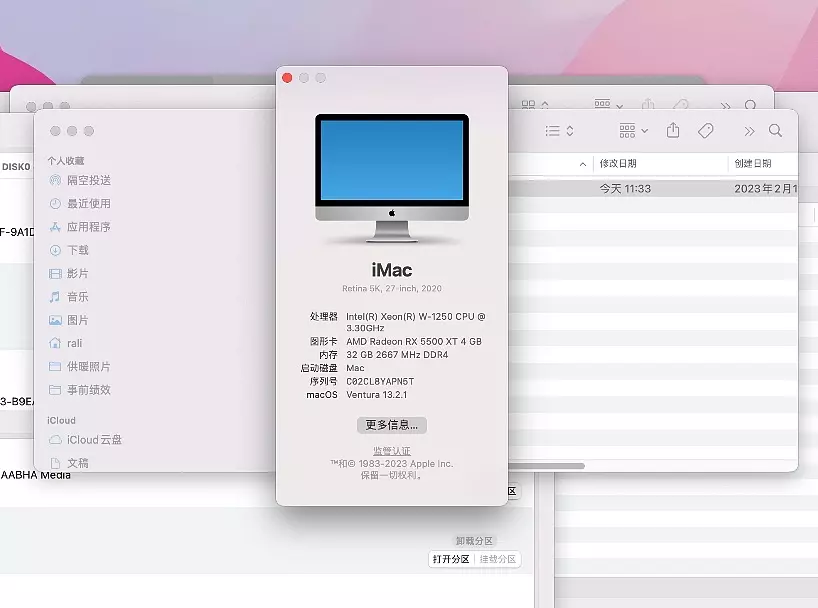 DISK0
F-9A1D
3-B9EA
AABHA Media
个人收藏
隔空投送
最近使用
应用程序
下载
影片
音乐
图片
rali
供暖照片
事前绩效
iCloud
iCloud 云盘
文稿
iMac
Retina 5K, 27-inch, 2020
处理器 Intel(R) Xeon(R) W-1250 CPU @
3.30GHz
图形卡 AMD Radeon RX 5500 XT 4 GB
内存 32 GB 2667 MHz DDR4
启动磁盘 Mac
序列号 C02CL8YAPN5T
macOS Ventura 13.2.1
更多信息...
监管认证
™和© 1983-2023 Apple Inc.
保留一切权利。
修改日期 创建日期
今天 11:33 2023年2月1
区
卸载分区
打开分区 挂载分区